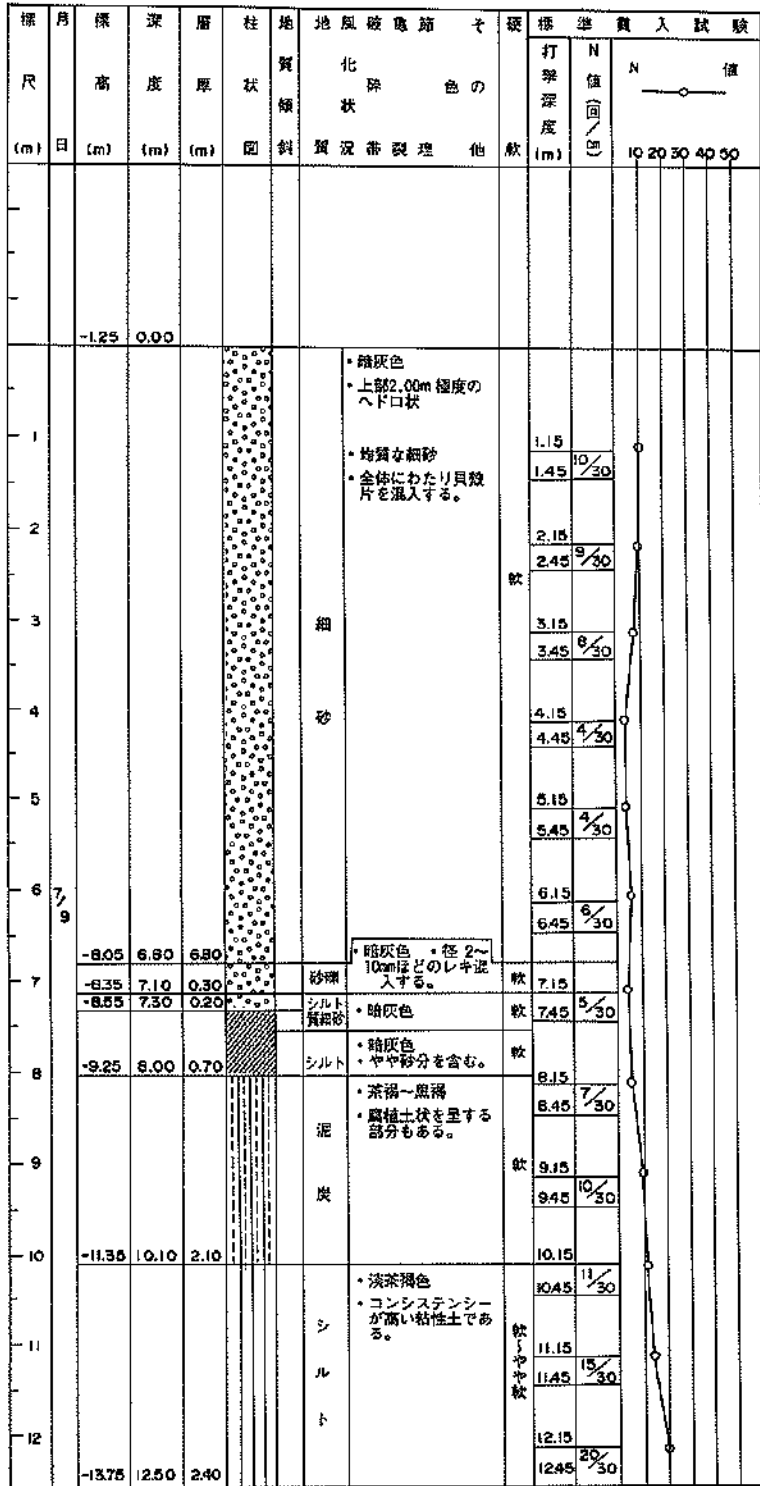 標尺(m)
月日
標高(m)
深度(m)
層厚(m)
柱状図
地質傾斜
地質 風化状況 破砕帯 亀裂 節理 色 その他
硬軟
標準貫入試験
打撃深度(m)
N値(回/cm)
N 値
10 20 30 40 50
-1.25 0.00
・暗灰色
・上部2.00m 極度の
ヘドロ状
・均質な細砂
・全体にわたり貝殻
片を混入する。
細砂
軟
1
1.15
1.45 10/30
2
2.15
2.45 9/30
3
3.15
3.45 8/30
4
4.15
4.45 4/30
5
5.15
5.45 4/30
6
7/9
6.15
6.45 6/30
-8.05 6.80 6.80
砂礫
・暗灰色 ・径 2〜
10cmほどのレキ混
入する。
軟
7
-8.35 7.10 0.30
7.15
7.45 5/30
-8.55 7.30 0.20
シルト
質細砂
・暗灰色
軟
シルト
・暗灰色
・やや砂分を含む。
軟
8
-9.25 8.00 0.70
8.15
8.45 7/30
泥炭
・茶褐〜黒褐
・腐植土状を呈する
部分もある。
軟
9
9.15
9.45 10/30
10
-11.35 10.10 2.10
10.15
10.45 11/30
シルト
・淡茶褐色
・コンシステンシー
が高い粘性土であ
る。
軟〜やや軟
11
11.15
11.45 15/30
12
12.15
12.45 20/30
-13.75 12.50 2.40